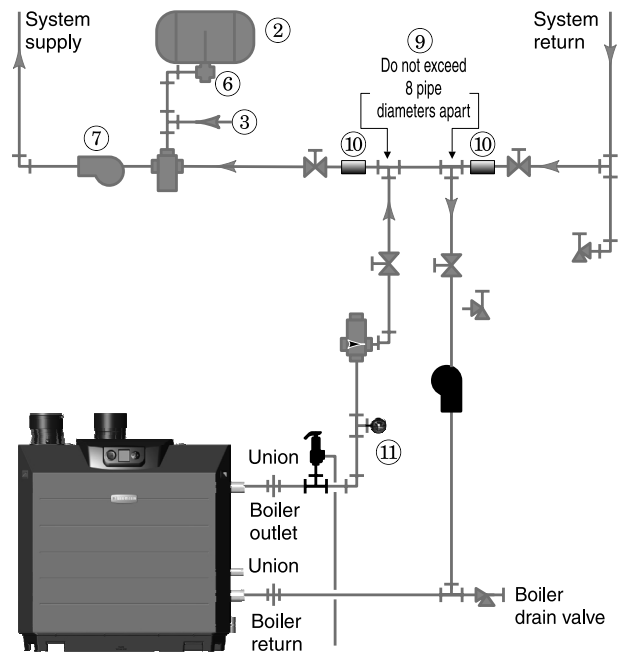 System
supply
②
⑥
③
⑦
⑨
Do not exceed
8 pipe
diameters apart
System
return
⑩
⑩
⑪
Union
Boiler
outlet
Union
Boiler
return
Boiler
drain valve